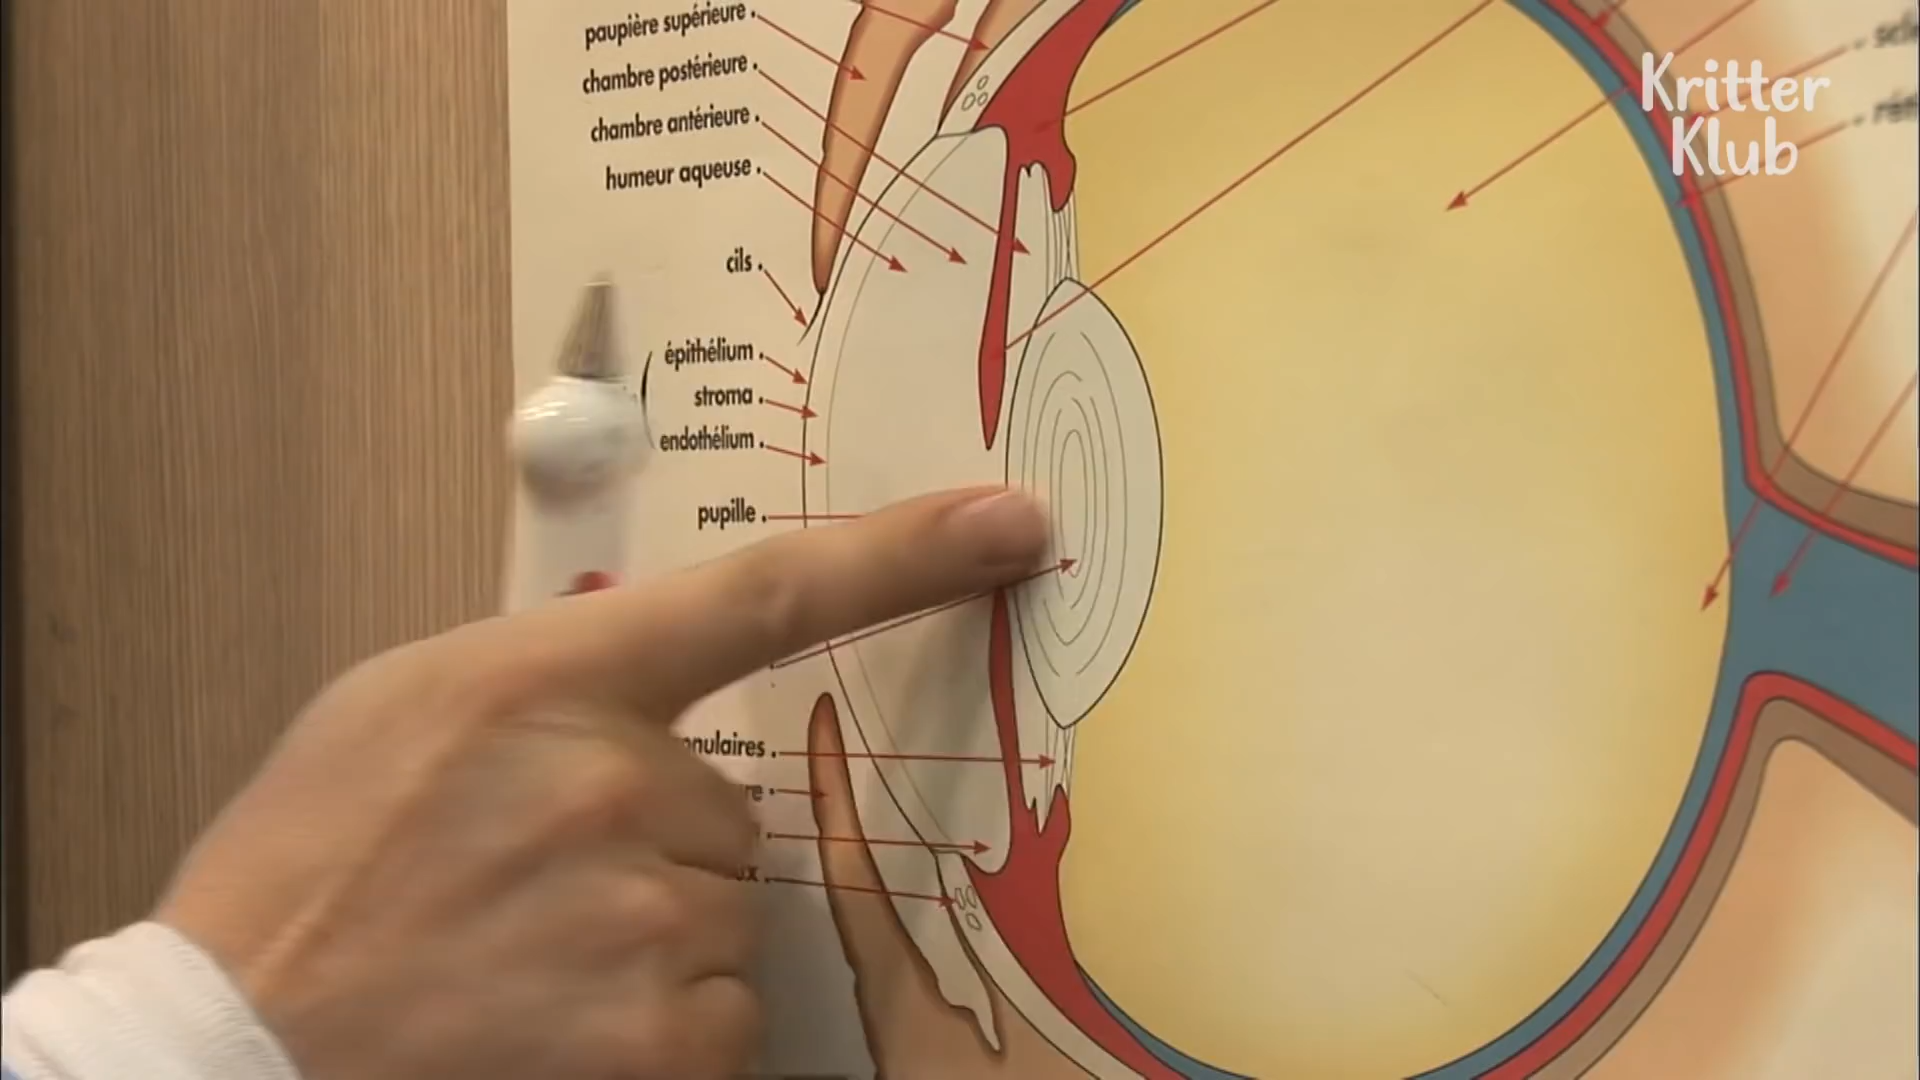 paupière supérieure
chambre postérieure
chambre antérieure
humeur aqueuse
cils
épithélium
stroma
endothélium
pupille
Kritter
Klub